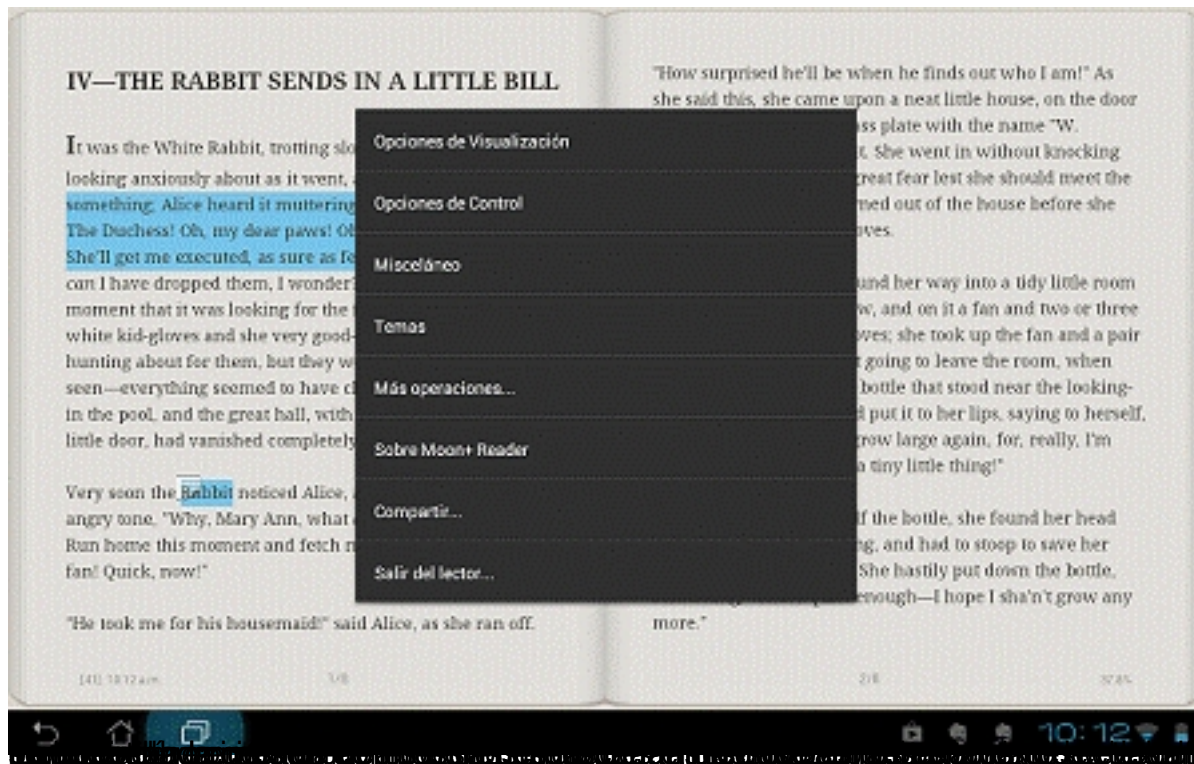 IV—THE RABBIT SENDS IN A LITTLE BILL
It was the White Rabbit, trotting slo
looking anxiously about as it went,
something; Alice heard it muttering
The Duchess! Oh, my dear paws! Oh
She'll get me executed, as sure as fe
can I have dropped them, I wonder?
moment that it was looking for the
white kid-gloves and she very good-
hunting about for them, but they w
seen—everything seemed to have c
in the pool, and the great hall, with
little door, had vanished completely
Very soon the Rabbit noticed Alice,
angry tone, "Why, Mary Ann, what
Run home this moment and fetch m
fan! Quick, now!"
"He took me for his housemaid!" said Alice, as she ran off.
1/8
"How surprised he'll be when he finds out who I am!" As
she said this, she came upon a neat little house, on the door
ss plate with the name "W.
t. She went in without knocking
great fear lest she should meet the
ned out of the house before she
oves.
und her way into a tidy little room
w, and on it a fan and two or three
oves; she took up the fan and a pair
t going to leave the room, when
bottle that stood near the looking-
d put it to her lips, saying to herself,
row large again, for, really, I'm
a tiny little thing!"
lf the bottle, she found her head
ng, and had to stoop to save her
She hastily put down the bottle,
enough—I hope I sha'n't grow any
more."
2/8
37.8%
Opciones de Visualización
Opciones de Control
Misceláneo
Temas
Más operaciones...
Sobre Moon+ Reader
Compartir...
Salir del lector...
10:12